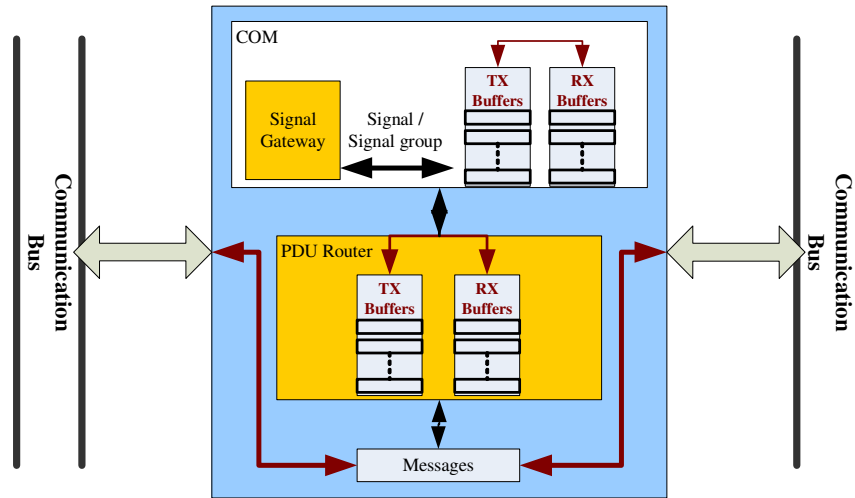 COM
Signal
Gateway
Signal /
Signal group
TX
Buffers
RX
Buffers
Communication
Bus
PDU Router
TX
Buffers
RX
Buffers
Messages
Communication
Bus